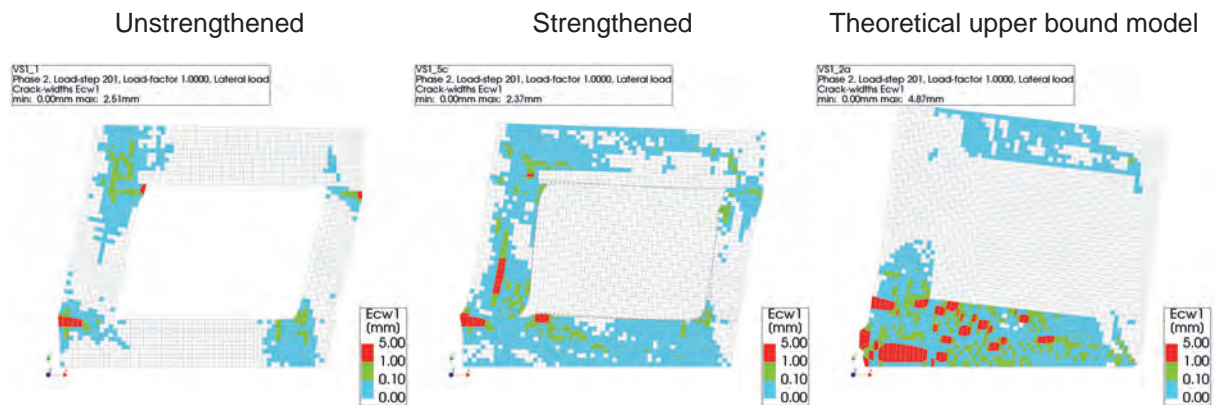 Unstrengthened
Strengthened
Theoretical upper bound model
VS1_1
Phase 2, Load-step 201, Load-factor 1.0000, Lateral load
Crack-widths Ecw1
min: 0.00mm max: 2.51mm
VS1_5c
Phase 2, Load-step 201, Load-factor 1.0000, Lateral load
Crack-widths Ecw1
min: 0.00mm max: 2.37mm
VS1_2a
Phase 2, Load-step 201, Load-factor 1.0000, Lateral load
Crack-widths Ecw1
min: 0.00mm max: 4.87mm
Ecw1
(mm)
5.00
1.00
0.10
0.00
Ecw1
(mm)
5.00
1.00
0.10
0.00
Ecw1
(mm)
5.00
1.00
0.10
0.00